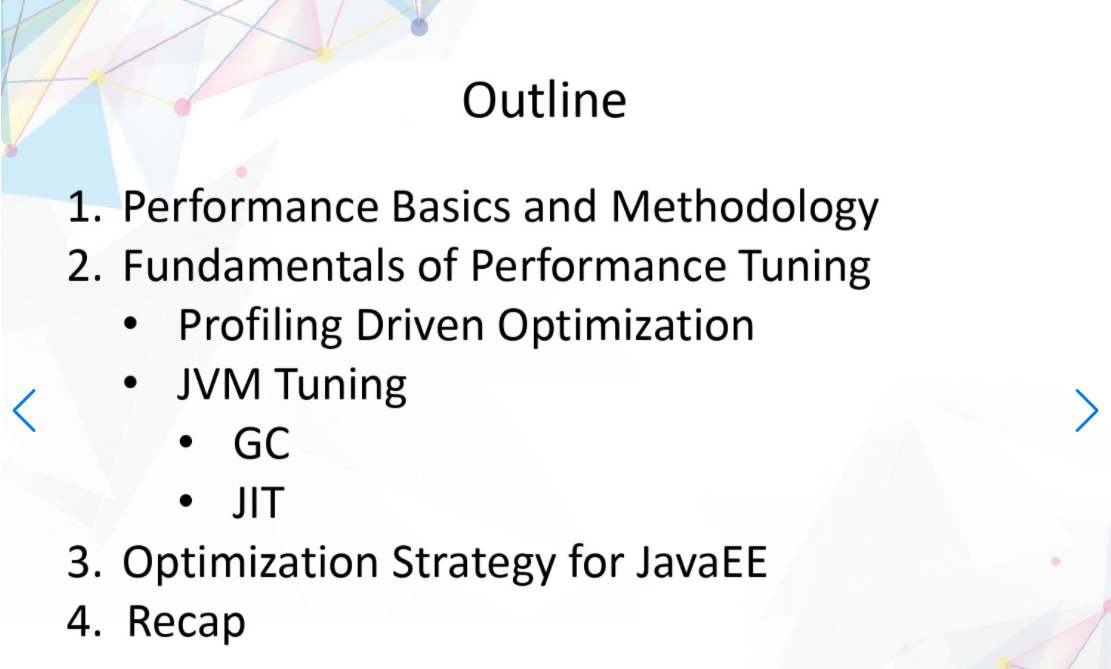 Outline
1. Performance Basics and Methodology
2. Fundamentals of Performance Tuning
• Profiling Driven Optimization
• JVM Tuning
• GC
• JIT
3. Optimization Strategy for JavaEE
4. Recap